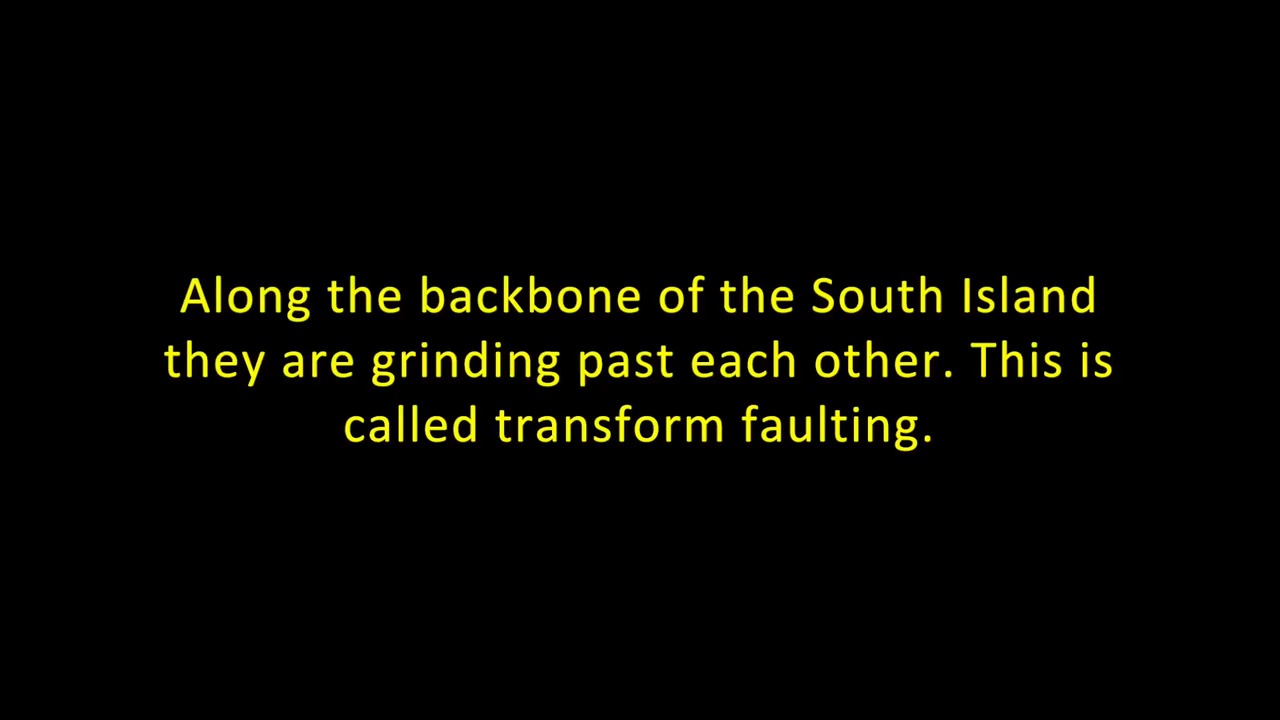 Along the backbone of the South Island
they are grinding past each other. This is
called transform faulting.